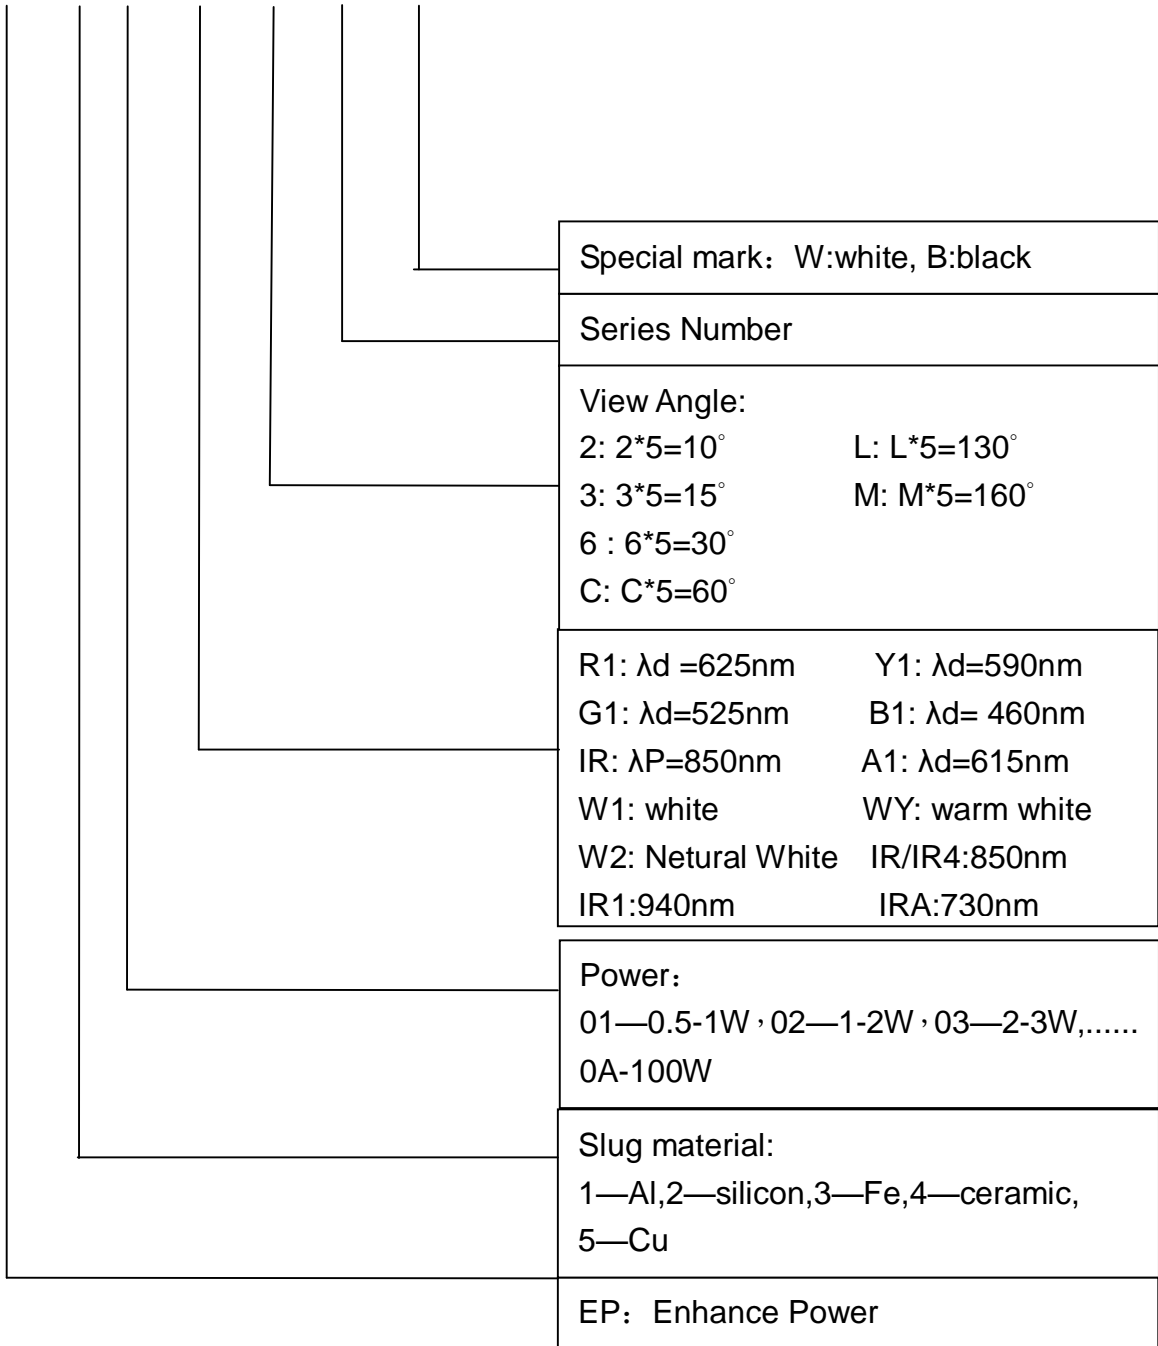 Special mark：W:white, B:black
Series Number
View Angle:
2: 2*5=10° L: L*5=130°
3: 3*5=15° M: M*5=160°
6 : 6*5=30°
C: C*5=60°
R1: λd =625nm Y1: λd=590nm
G1: λd=525nm B1: λd= 460nm
IR: λP=850nm A1: λd=615nm
W1: white WY: warm white
W2: Netural White IR/IR4:850nm
IR1:940nm IRA:730nm
Power：
01—0.5-1W，02—1-2W，03—2-3W,......
0A-100W
Slug material:
1—Al,2—silicon,3—Fe,4—ceramic,
5—Cu
EP：Enhance Power